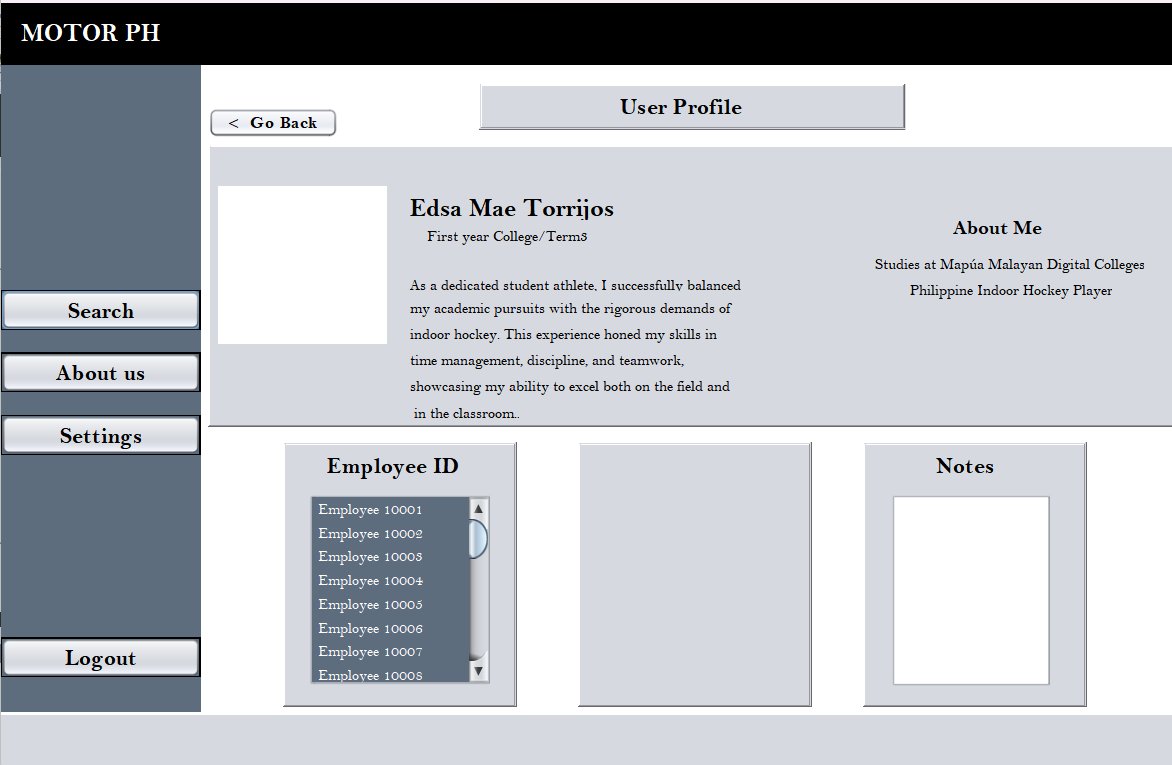 MOTOR PH
User Profile
< Go Back
Edsa Mae Torrijos
First year College/Term3
As a dedicated student athlete, I successfully balanced
my academic pursuits with the rigorous demands of
indoor hockey. This experience honed my skills in
time management, discipline, and teamwork,
showcasing my ability to excel both on the field and
in the classroom..
About Me
Studies at Mapúa Malayan Digital Colleges
Philippine Indoor Hockey Player
Search
About us
Settings
Logout
Employee ID
Employee 10001
Employee 10002
Employee 10003
Employee 10004
Employee 10005
Employee 10006
Employee 10007
Employee 10008
Notes